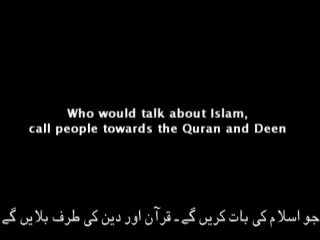 Who would talk about Islam,
call people towards the Quran and Deen
جو اسلام کی بات کریں گے ۔ قرآن اور دین کی طرف بلایں گے